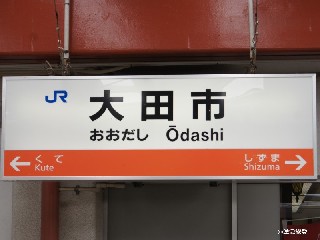 JR 大田市
おおだし Ōdashi
← くて しずま →
Kute Shizuma